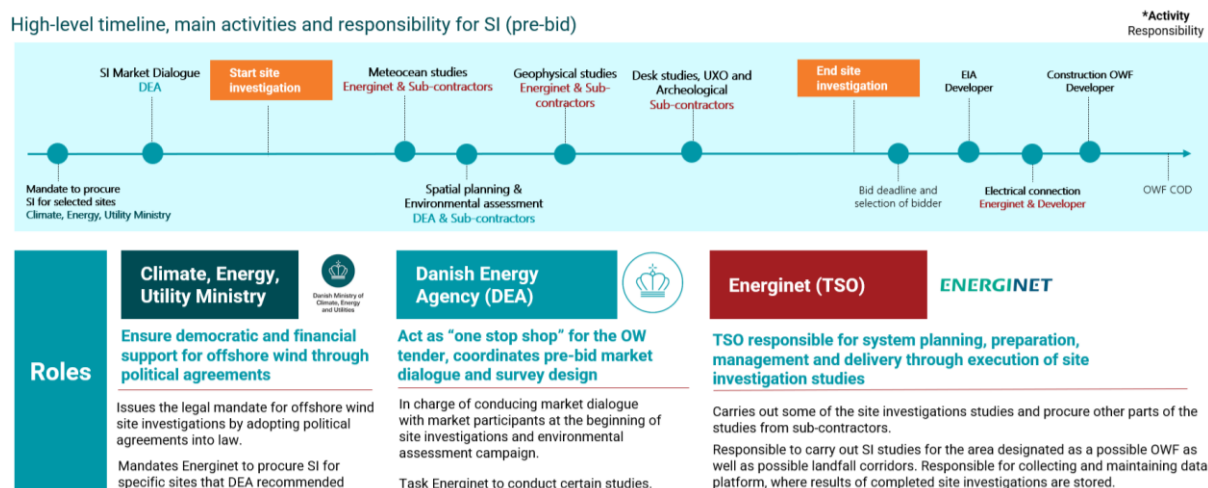 High-level timeline, main activities and responsibility for SI (pre-bid)
*Activity
Responsibility
SI Market Dialogue
DEA
Start site
investigation
Meteocean studies
Energinet & Sub-contractors
Geophysical studies
Energinet & Sub-
contractors
Desk studies, UXO and
Archeological
Sub-contractors
End site
investigation
EIA
Developer
Construction OWF
Developer
Mandate to procure
SI for selected sites
Climate, Energy, Utility Ministry
Spatial planning &
Environmental assessment
DEA & Sub-contractors
Bid deadline and
selection of bidder
Electrical connection
Energinet & Developer
OWF COD
Roles
Climate, Energy,
Utility Ministry
Danish Ministry of
Climate, Energy
and Utilities
Ensure democratic and financial
support for offshore wind through
political agreements
Issues the legal mandate for offshore wind
site investigations by adopting political
agreements into law.
Mandates Energinet to procure SI for
specific sites that DEA recommended
Danish Energy
Agency (DEA)
Act as “one stop shop” for the OW
tender, coordinates pre-bid market
dialogue and survey design
In charge of conducing market dialogue
with market participants at the beginning of
site investigations and environmental
assessment campaign.
Task Energinet to conduct certain studies.
Energinet (TSO)
ENERGINET
TSO responsible for system planning, preparation,
management and delivery through execution of site
investigation studies
Carries out some of the site investigations studies and procure other parts of the
studies from sub-contractors.
Responsible to carry out SI studies for the area designated as a possible OWF as
well as possible landfall corridors. Responsible for collecting and maintaining data
platform, where results of completed site investigations are stored.